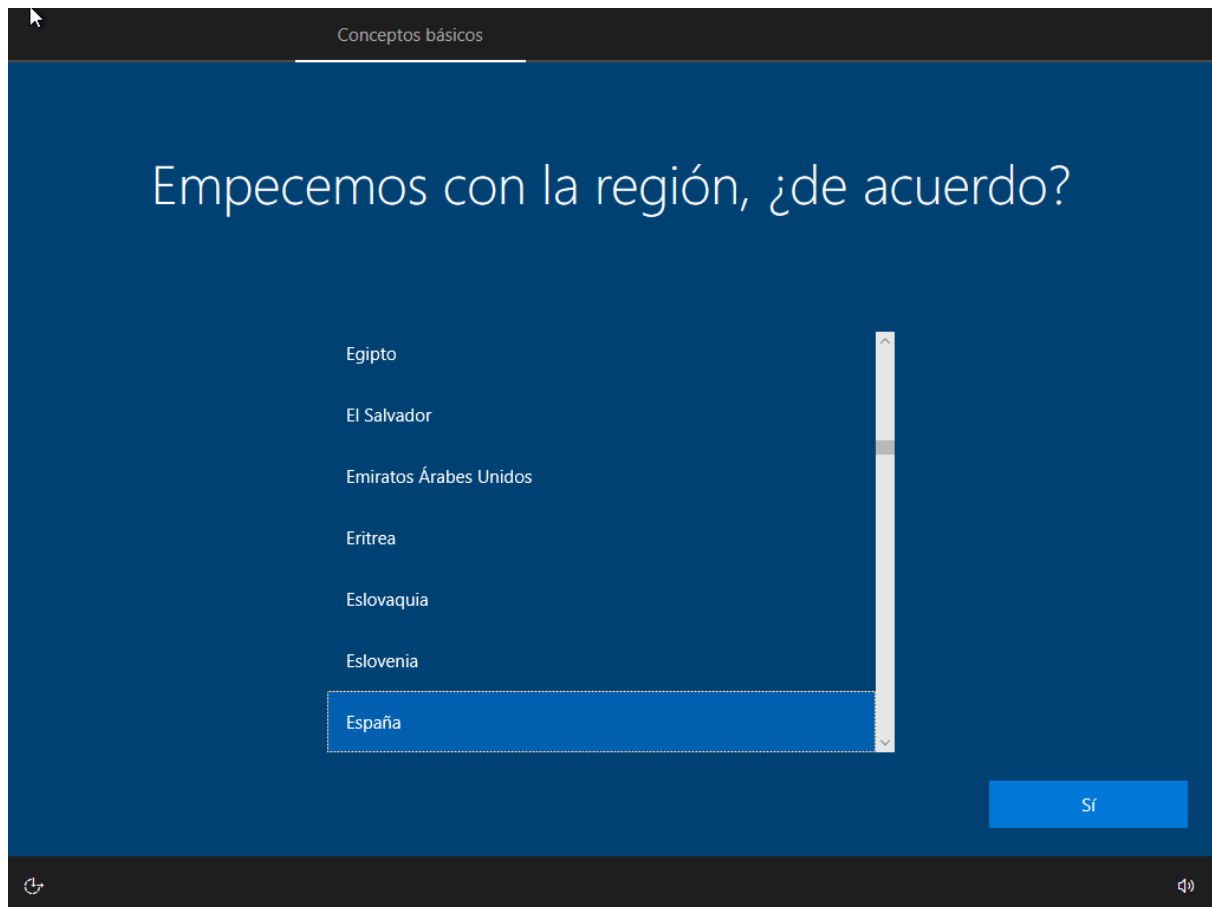 Conceptos básicos
Empecemos con la región, ¿de acuerdo?
Egipto
El Salvador
Emiratos Árabes Unidos
Eritrea
Eslovaquia
Eslovenia
España
Sí